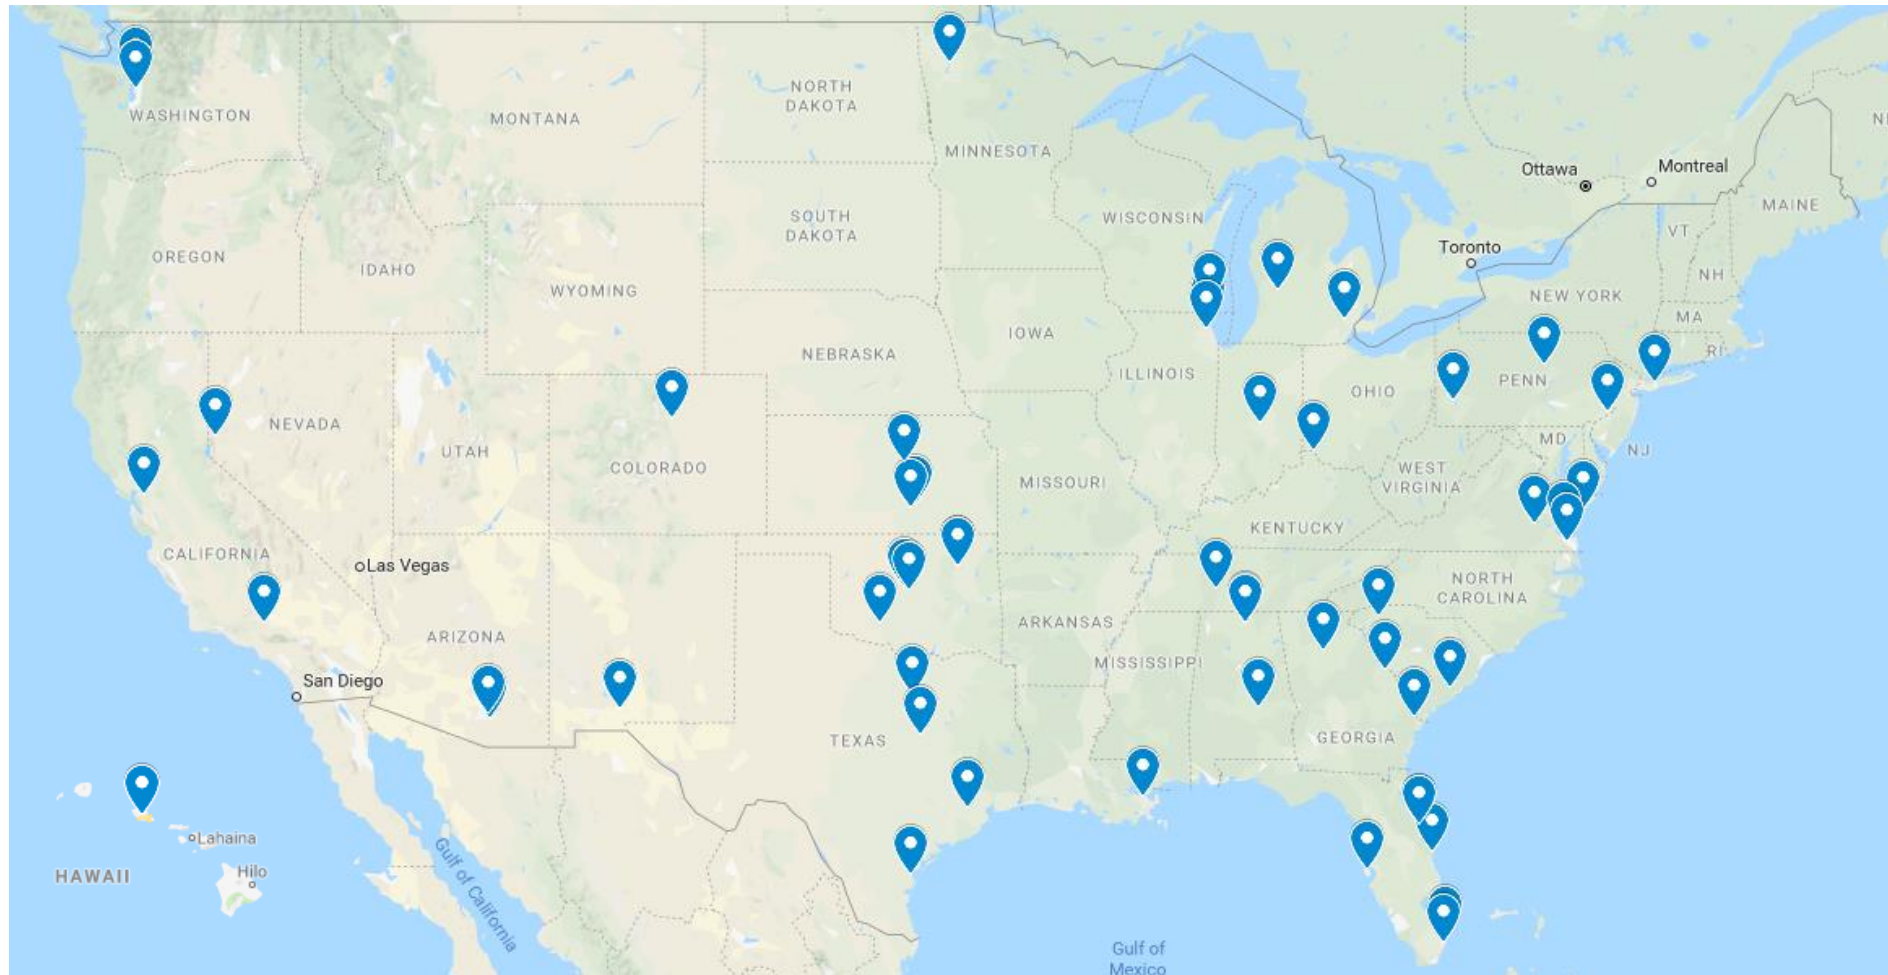 WASHINGTON
MONTANA
NORTH
DAKOTA
MINNESOTA
Ottawa
Montreal
N
MAINE
OREGON
IDAHO
SOUTH
DAKOTA
WISCONSIN
Toronto
VT
NH
WYOMING
NEW YORK
MA
RI
NEBRASKA
IOWA
ILLINOIS
OHIO
PENN
NEVADA
UTAH
COLORADO
MISSOURI
WEST
VIRGINIA
MD
NJ
CALIFORNIA
Las Vegas
KENTUCKY
ARIZONA
ARKANSAS
NORTH
CAROLINA
San Diego
MISSISSIPPI
TEXAS
GEORGIA
Lahaina
HAWAII
Hilo
Gulf of California
Gulf of
Mexico